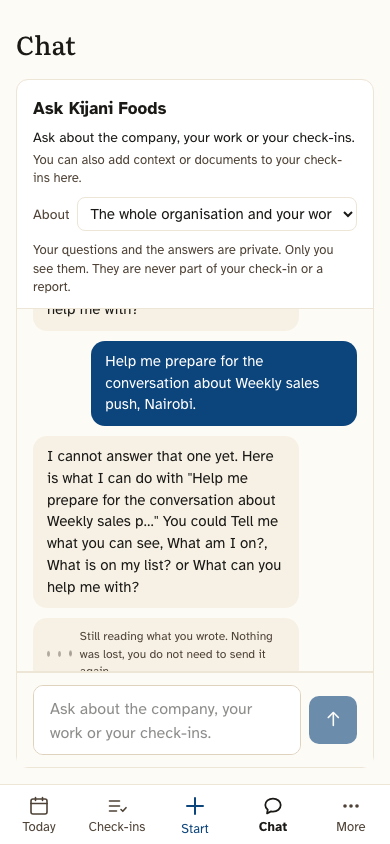 Chat
Ask Kijani Foods
Ask about the company, your work or your check-ins.
You can also add context or documents to your check-
ins here.
About
The whole organisation and your wor
Your questions and the answers are private. Only you
see them. They are never part of your check-in or a
report.
help me with?
Help me prepare for the
conversation about Weekly sales
push, Nairobi.
I cannot answer that one yet. Here
is what I can do with "Help me
prepare for the conversation about
Weekly sales p…" You could Tell me
what you can see, What am I on?,
What is on my list? or What can you
help me with?
Still reading what you wrote. Nothing
was lost, you do not need to send it
again.
Ask about the company, your
work or your check-ins.
Today
Check-ins
Start
Chat
More